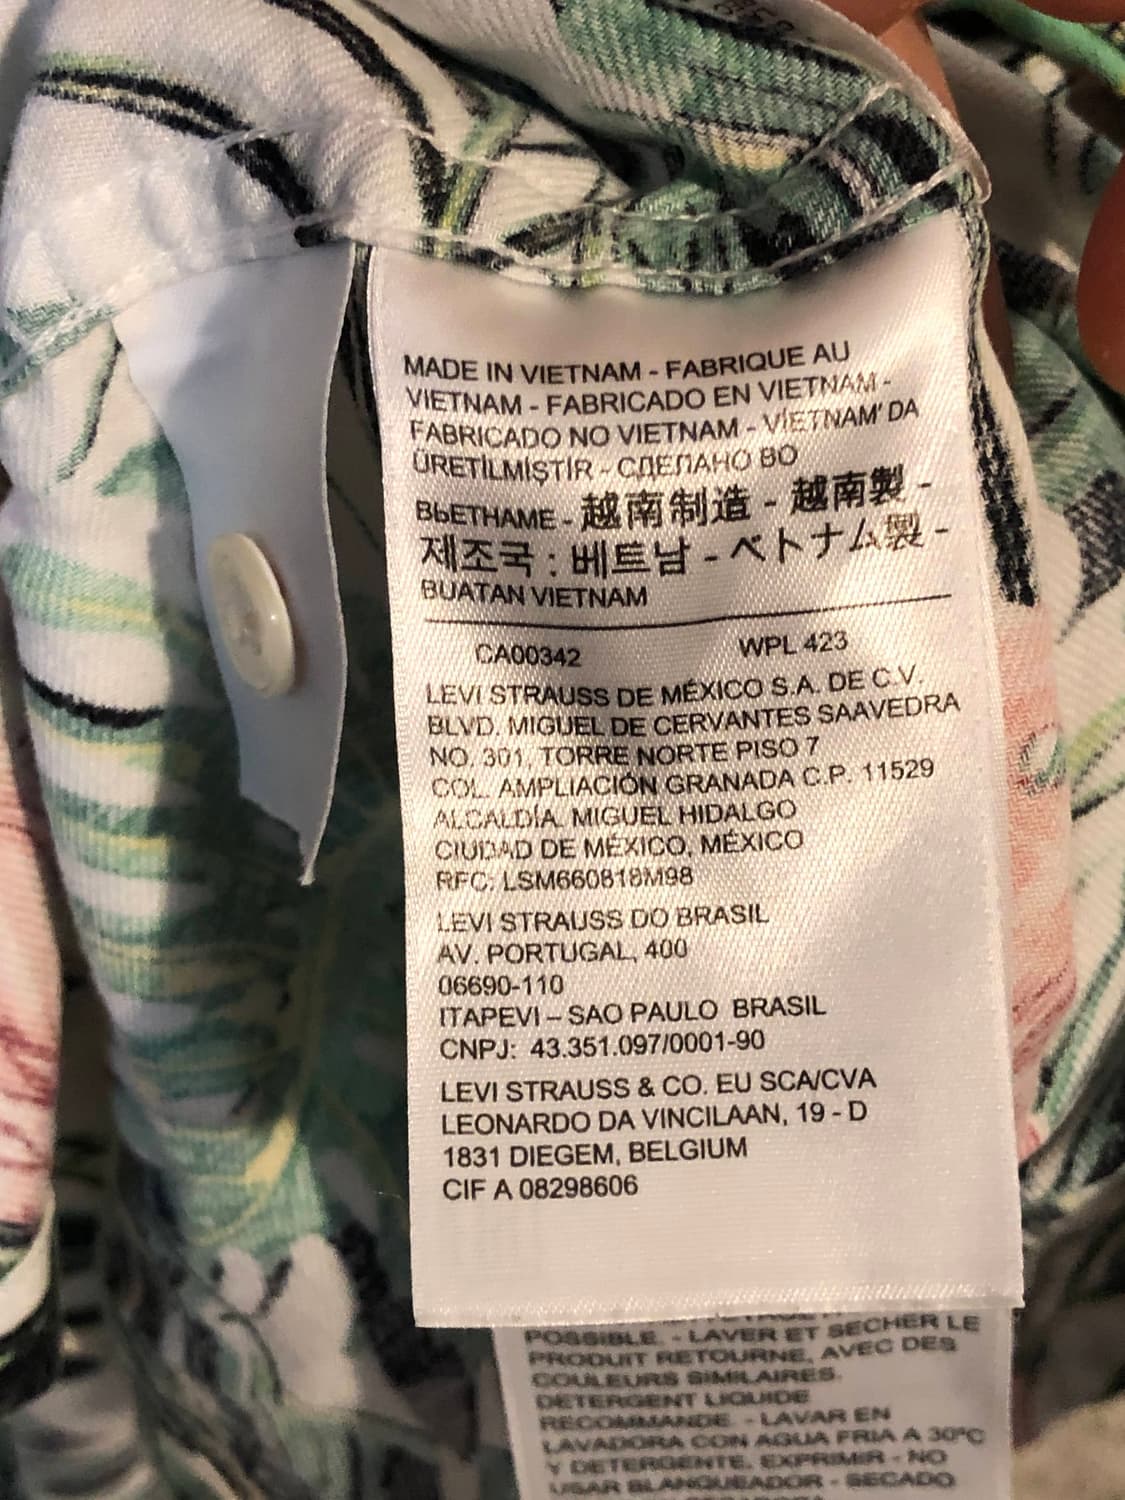 MADE IN VIETNAM - FABRIQUE AU
VIETNAM - FABRICADO EN VIETNAM -
FABRICADO NO VIETNAM - VİETNAM' DA
ÜRETİLMİŞTİR - СДЕЛАНО ВО
ВЬЕТНАМЕ - 越南制造 - 越南製 -
제조국 : 베트남 - ベトナム製 -
BUATAN VIETNAM
CA00342 WPL 423
LEVI STRAUSS DE MÉXICO S.A. DE C.V.
BLVD. MIGUEL DE CERVANTES SAAVEDRA
NO. 301, TORRE NORTE PISO 7
COL. AMPLIACIÓN GRANADA C.P. 11529
ALCALDÍA. MIGUEL HIDALGO
CIUDAD DE MÉXICO, MÉXICO
RFC: LSM660818M98
LEVI STRAUSS DO BRASIL
AV. PORTUGAL, 400
06690-110
ITAPEVI – SAO PAULO BRASIL
CNPJ: 43.351.097/0001-90
LEVI STRAUSS & CO. EU SCA/CVA
LEONARDO DA VINCILAAN, 19 - D
1831 DIEGEM, BELGIUM
CIF A 08298606
POSSIBLE. - LAVER ET SECHER LE
PRODUIT RETOURNE, AVEC DES
COULEURS SIMILAIRES.
DETERGENT LIQUIDE
RECOMMANDE. - LAVAR EN
LAVADORA CON AGUA FRIA A 30ºC
Y DETERGENTE. EXPRIMIR - NO
USAR BLANQUEADOR - SECADO